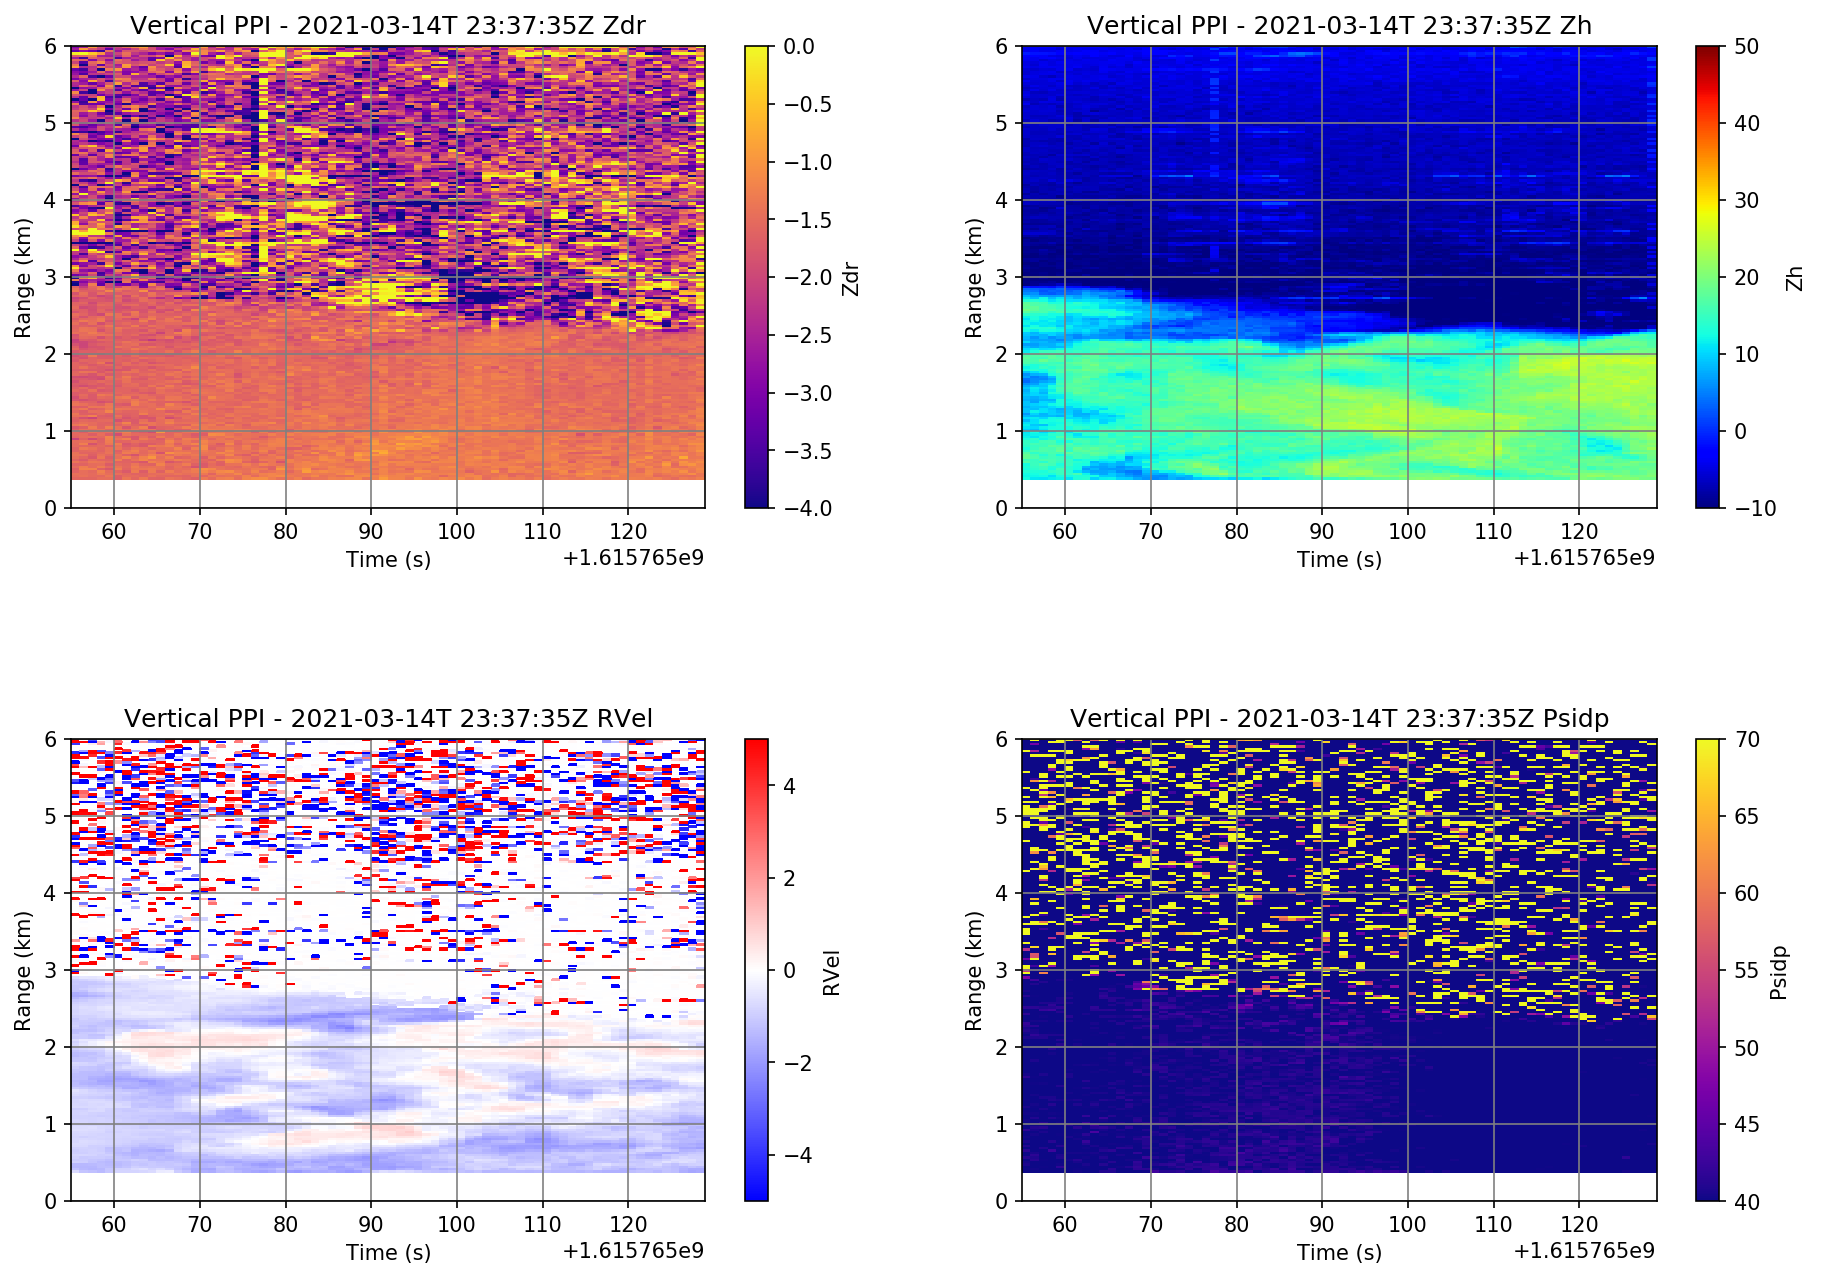 Vertical PPI - 2021-03-14T 23:37:35Z Zdr
6
5
4
3
2
1
0
Range (km)
60 70 80 90 100 110 120
Time (s)
+1.615765e9
0.0
−0.5
−1.0
−1.5
−2.0
−2.5
−3.0
−3.5
−4.0
Zdr
Vertical PPI - 2021-03-14T 23:37:35Z Zh
6
5
4
3
2
1
0
Range (km)
60 70 80 90 100 110 120
Time (s)
+1.615765e9
50
40
30
20
10
0
−10
Zh
Vertical PPI - 2021-03-14T 23:37:35Z RVel
6
5
4
3
2
1
0
Range (km)
60 70 80 90 100 110 120
Time (s)
+1.615765e9
4
2
0
−2
−4
RVel
Vertical PPI - 2021-03-14T 23:37:35Z Psidp
6
5
4
3
2
1
0
Range (km)
60 70 80 90 100 110 120
Time (s)
+1.615765e9
70
65
60
55
50
45
40
Psidp